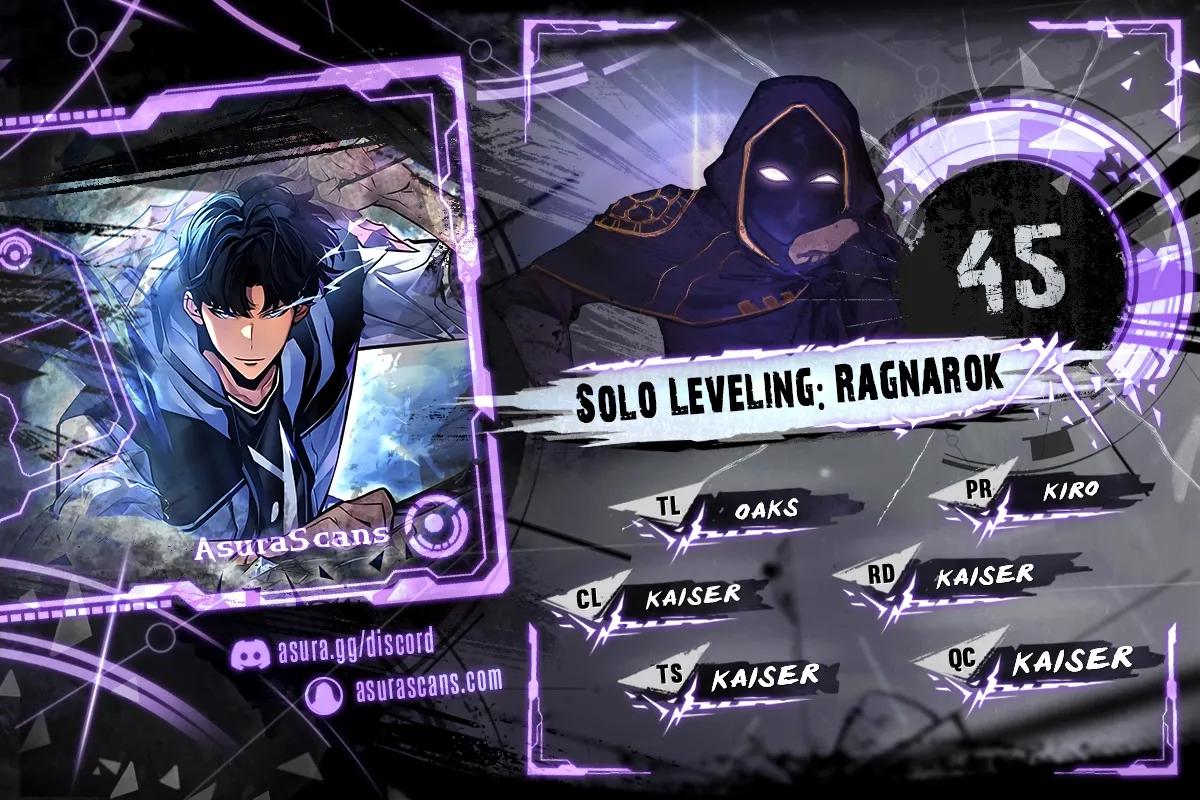 45
SOLO LEVELING: RAGNAROK
TL OAKS
PR KIRO
CL KAISER
RD KAISER
TS KAISER
QC KAISER
AsuraScans
asura.gg/discord
asurascans.com